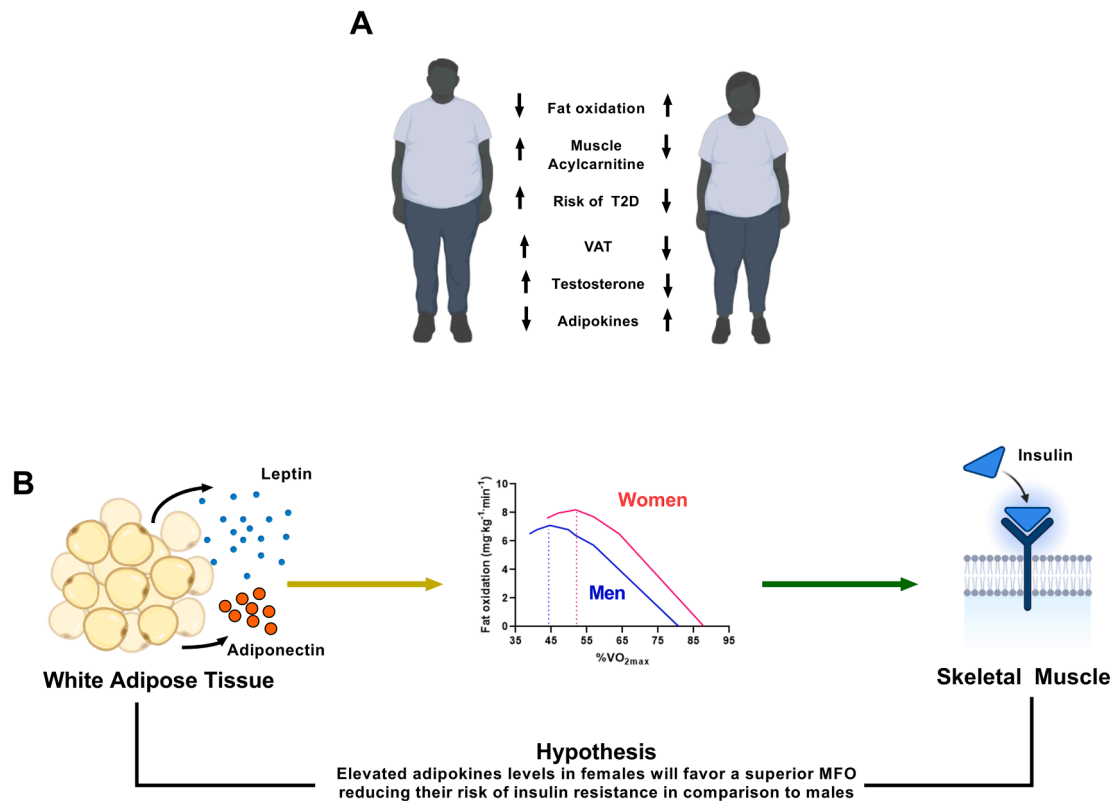 A
Fat oxidation
Muscle
Acylcarnitine
Risk of T2D
VAT
Testosterone
Adipokines
B
Leptin
Adiponectin
White Adipose Tissue
Fat oxidation (mg·kg⁻¹·min⁻¹)
10
8
6
4
2
0
35 45 55 65 75 85 95
%VO₂max
Women
Men
Insulin
Skeletal Muscle
Hypothesis
Elevated adipokines levels in females will favor a superior MFO
reducing their risk of insulin resistance in comparison to males